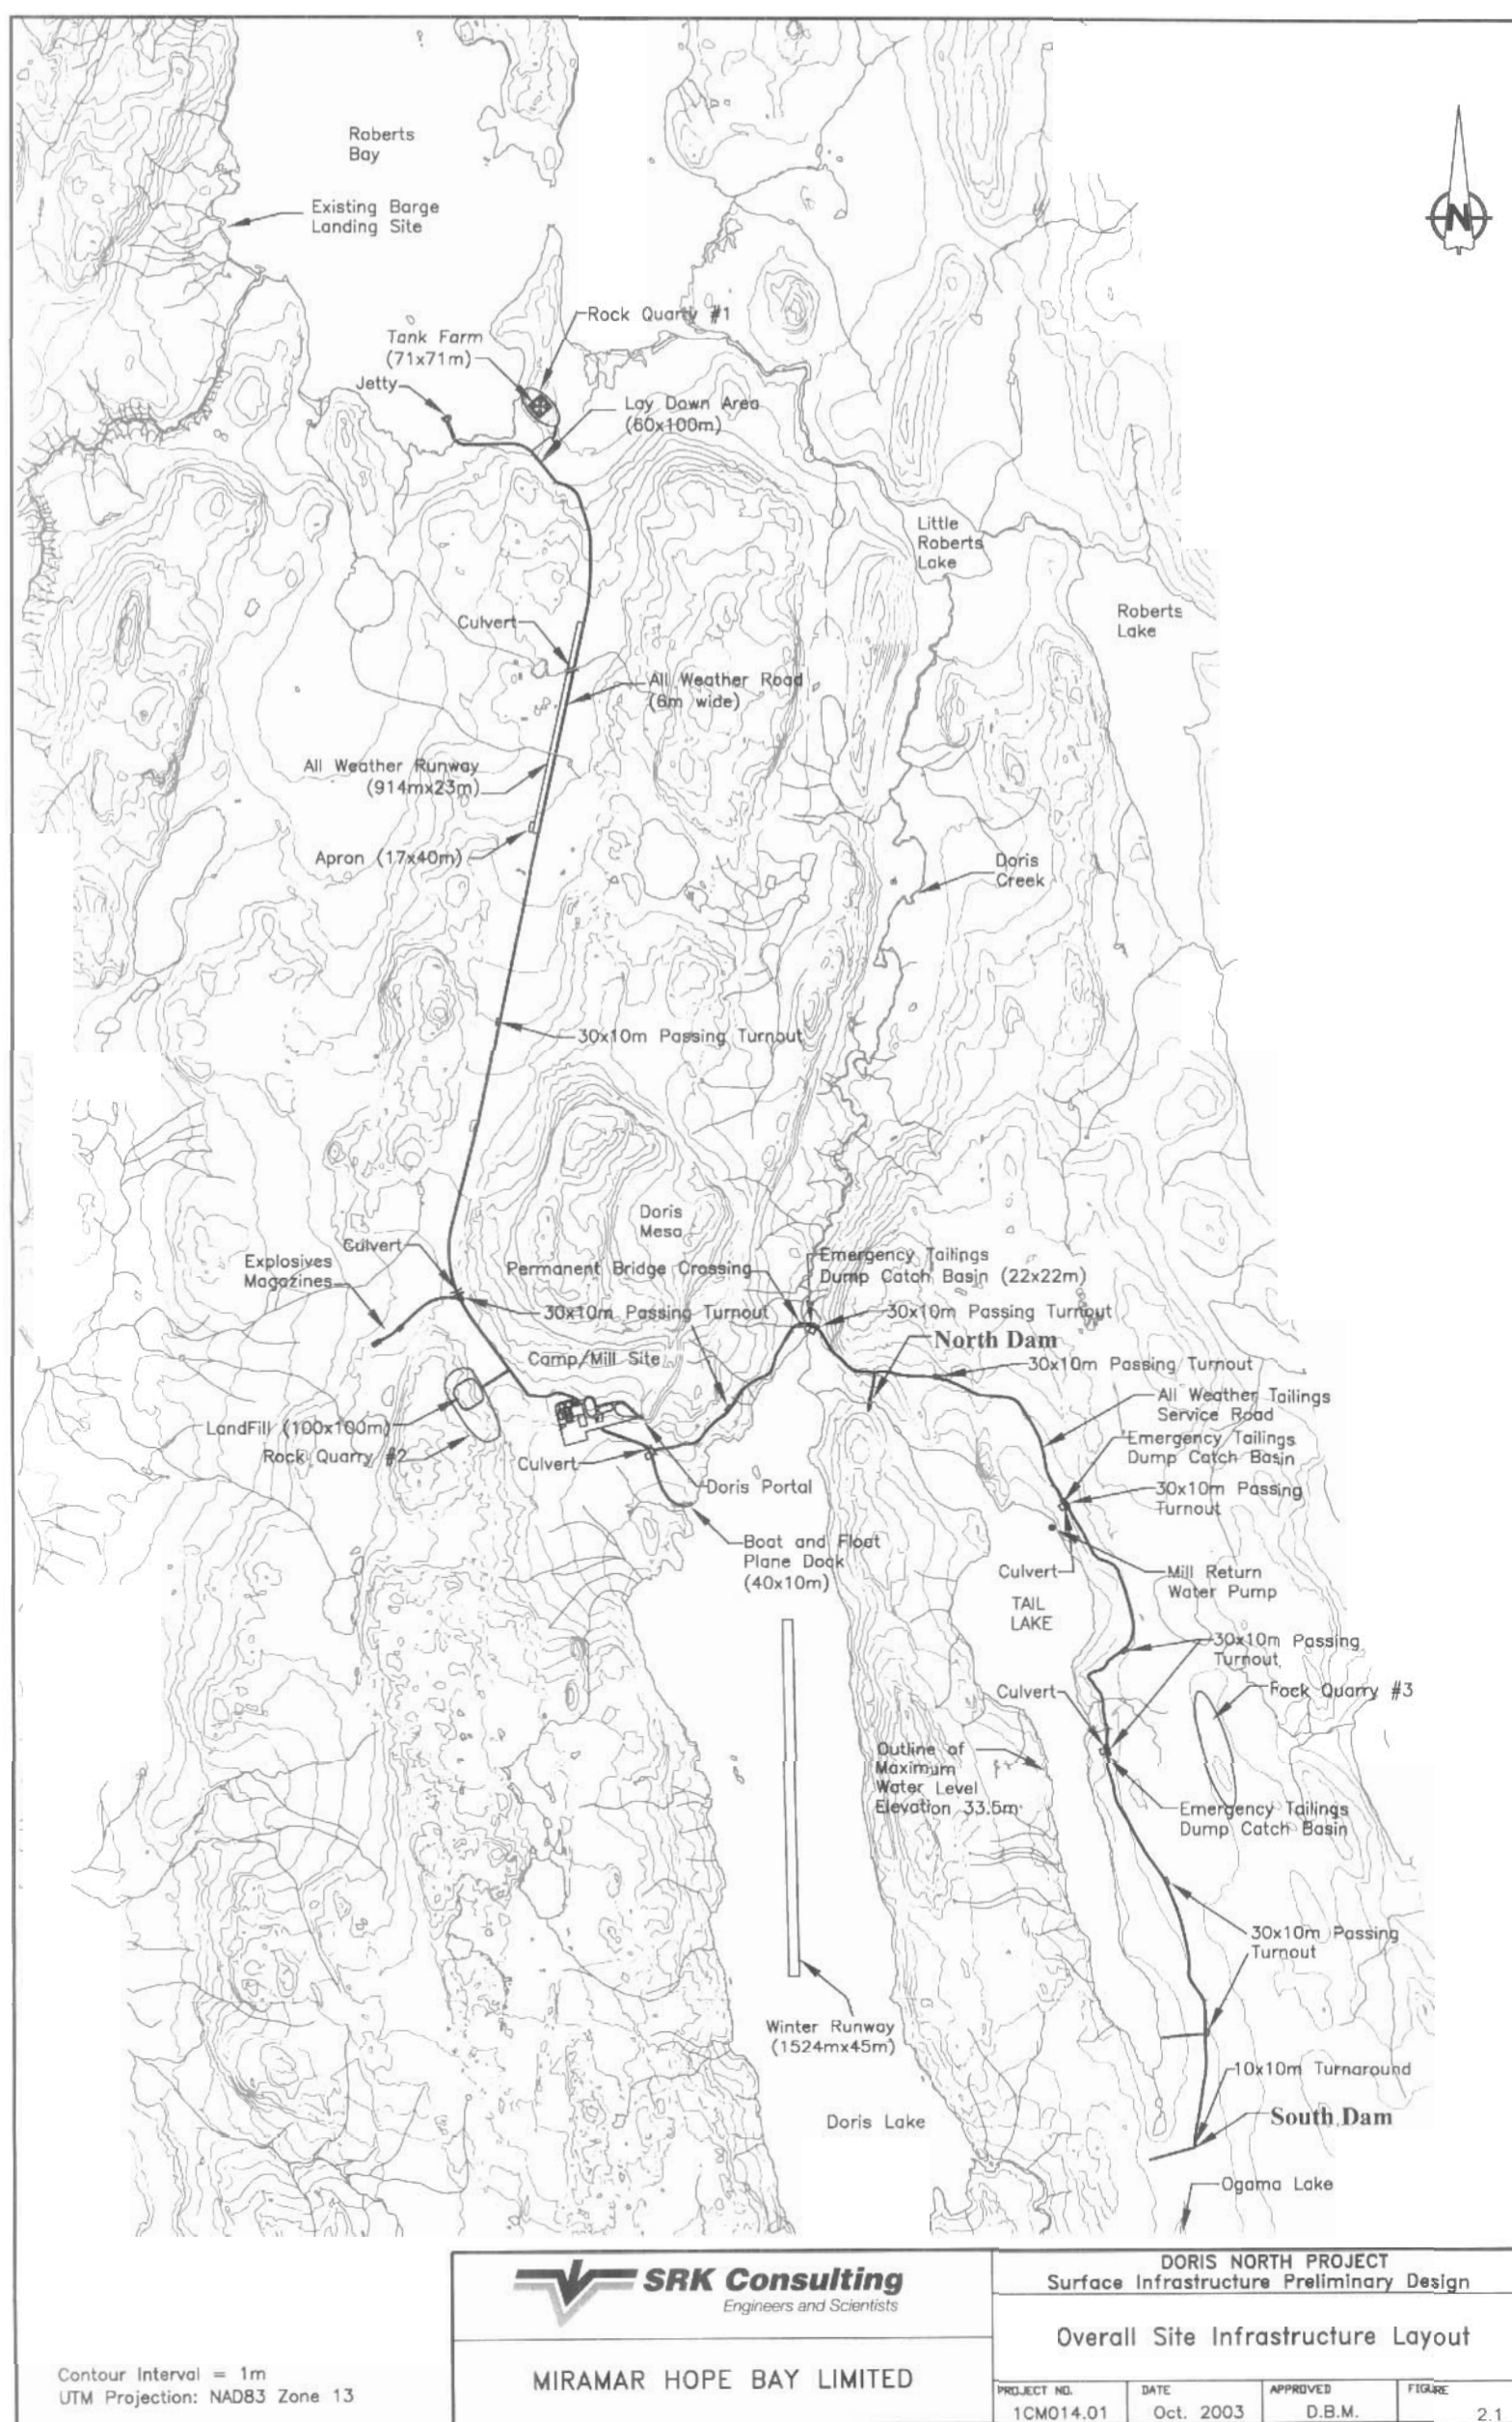 Roberts
Bay
Existing Barge
Landing Site
Rock Quarry #1
Tank Farm
(71x71m)
Jetty
Lay Down Area
(60x100m)
N
Little
Roberts
Lake
Roberts
Lake
Culvert
All Weather Road
(6m wide)
All Weather Runway
(914mx23m)
Apron (17x40m)
Doris
Creek
30x10m Passing Turnout
Doris
Mesa
Culvert
Explosives
Magazines
Permanent Bridge Crossing
Emergency Tailings
Dump Catch Basin (22x22m)
30x10m Passing Turnout
30x10m Passing Turnout
North Dam
Camp/Mill Site
30x10m Passing Turnout
All Weather Tailings
Service Road
LandFill (100x100m)
Rock Quarry #2
Culvert
Emergency Tailings
Dump Catch Basin
Doris Portal
30x10m Passing
Turnout
Boat and Float
Plane Dock
(40x10m)
Culvert
Mill Return
Water Pump
TAIL
LAKE
30x10m Passing
Turnout
Culvert
Rock Quarry #3
Outline of
Maximum
Water Level
Elevation 33.5m
Emergency Tailings
Dump Catch Basin
30x10m Passing
Turnout
Winter Runway
(1524mx45m)
10x10m Turnaround
Doris Lake
South Dam
Ogama Lake
SRK Consulting
Engineers and Scientists
DORIS NORTH PROJECT
Surface Infrastructure Preliminary Design
Overall Site Infrastructure Layout
Contour Interval = 1m
UTM Projection: NAD83 Zone 13
MIRAMAR HOPE BAY LIMITED
PROJECT NO.
1CM014.01
DATE
Oct. 2003
APPROVED
D.B.M.
FIGURE
2.1